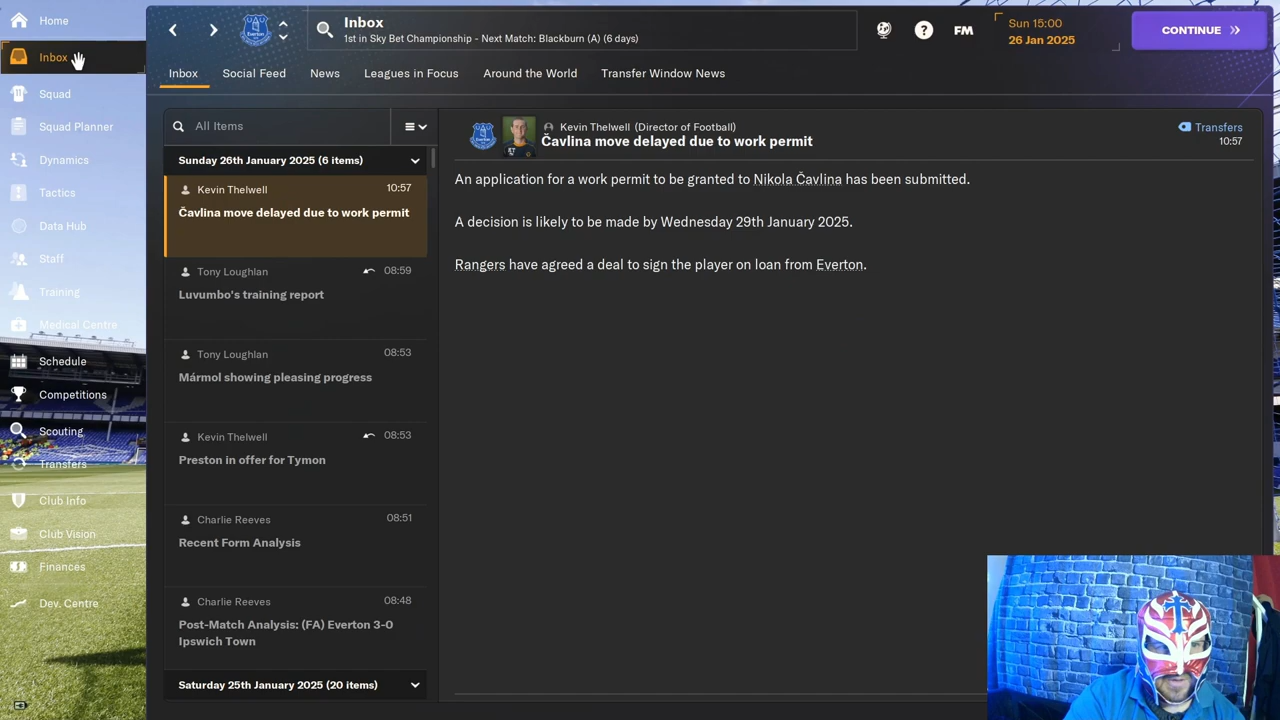 Home
Inbox
Squad
Squad Planner
Dynamics
Tactics
Data Hub
Staff
Training
Medical Centre
Schedule
Competitions
Scouting
Transfers
Club Info
Club Vision
Finances
Dev. Centre
Everton
Inbox
1st in Sky Bet Championship - Next Match: Blackburn (A) (6 days)
?
FM
Sun 15:00
26 Jan 2025
CONTINUE
Inbox
Social Feed
News
Leagues in Focus
Around the World
Transfer Window News
All Items
Sunday 26th January 2025 (6 items)
Kevin Thelwell 10:57
Čavlina move delayed due to work permit
Tony Loughlan 08:59
Luvumbo's training report
Tony Loughlan 08:53
Mármol showing pleasing progress
Kevin Thelwell 08:53
Preston in offer for Tymon
Charlie Reeves 08:51
Recent Form Analysis
Charlie Reeves 08:48
Post-Match Analysis: (FA) Everton 3-0
Ipswich Town
Saturday 25th January 2025 (20 items)
Kevin Thelwell (Director of Football)
Čavlina move delayed due to work permit
Transfers
10:57
An application for a work permit to be granted to Nikola Čavlina has been submitted.
A decision is likely to be made by Wednesday 29th January 2025.
Rangers have agreed a deal to sign the player on loan from Everton.